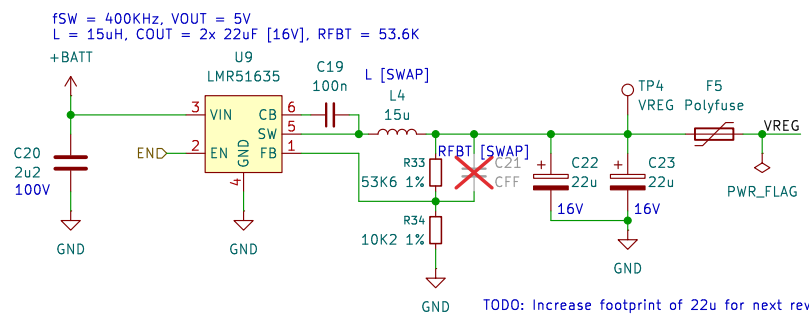 fSW = 400KHz, VOUT = 5V
L = 15uH, COUT = 2x 22uF [16V], RFBT = 53.6K
+BATT
U9
LMR51635
C19
100n
L [SWAP]
L4
15u
TP4
VREG
F5
Polyfuse
VREG
3
VIN
CB
6
SW
5
2
EN
FB
1
GND
4
END
C20
2u2
100V
RFBT [SWAP]
R33
53K6 1%
C21
CFF
+
C22
22u
16V
+
C23
22u
16V
PWR_FLAG
R34
10K2 1%
GND
GND
GND
GND
TODO: Increase footprint of 22u for next rev